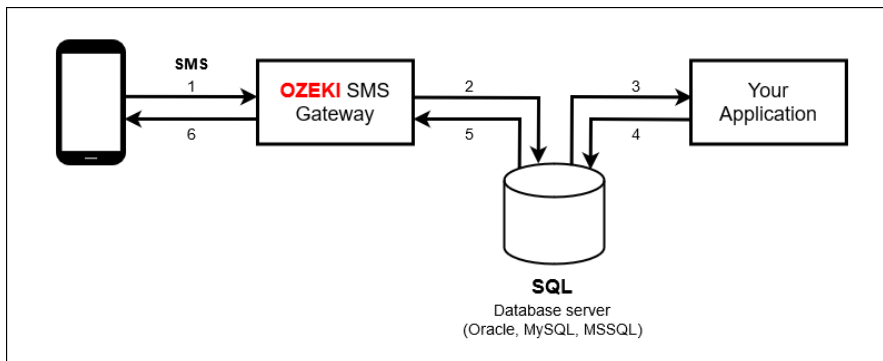 SMS
1
6
OZEKI SMS
Gateway
2
5
3
4
Your
Application
SQL
Database server
(Oracle, MySQL, MSSQL)